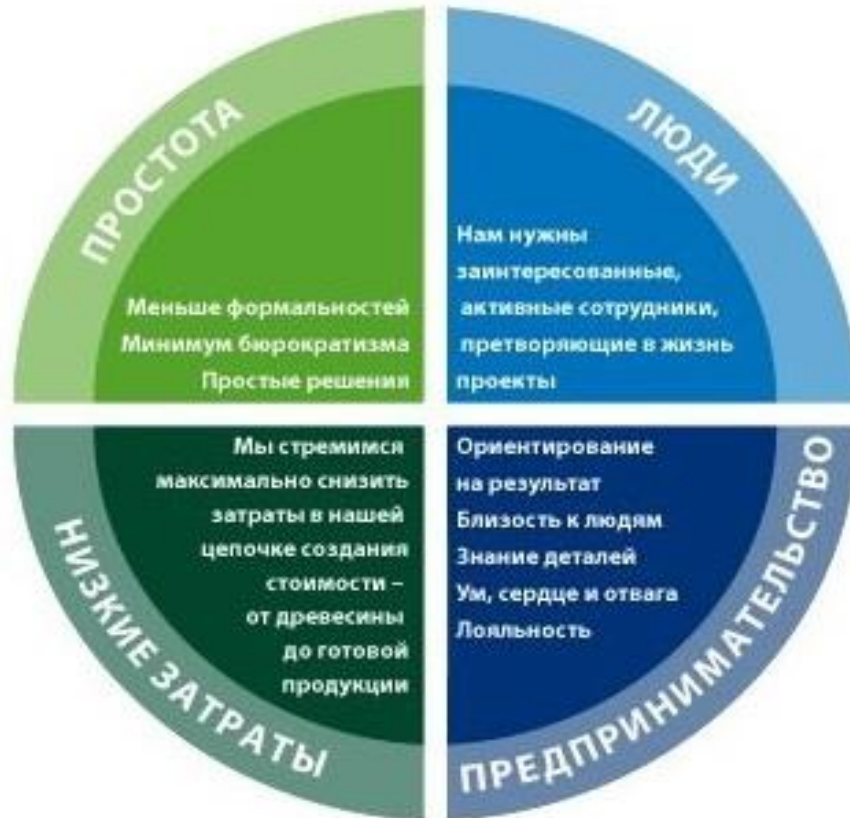 ПРОСТОТА
Меньше формальностей
Минимум бюрократизма
Простые решения
ЛЮДИ
Нам нужны
заинтересованные,
активные сотрудники,
претворяющие в жизнь
проекты
НИЗКИЕ ЗАТРАТЫ
Мы стремимся
максимально снизить
затраты в нашей
цепочке создания
стоимости –
от древесины
до готовой
продукции
ПРЕДПРИНИМАТЕЛЬСТВО
Ориентирование
на результат
Близость к людям
Знание деталей
Ум, сердце и отвага
Лояльность